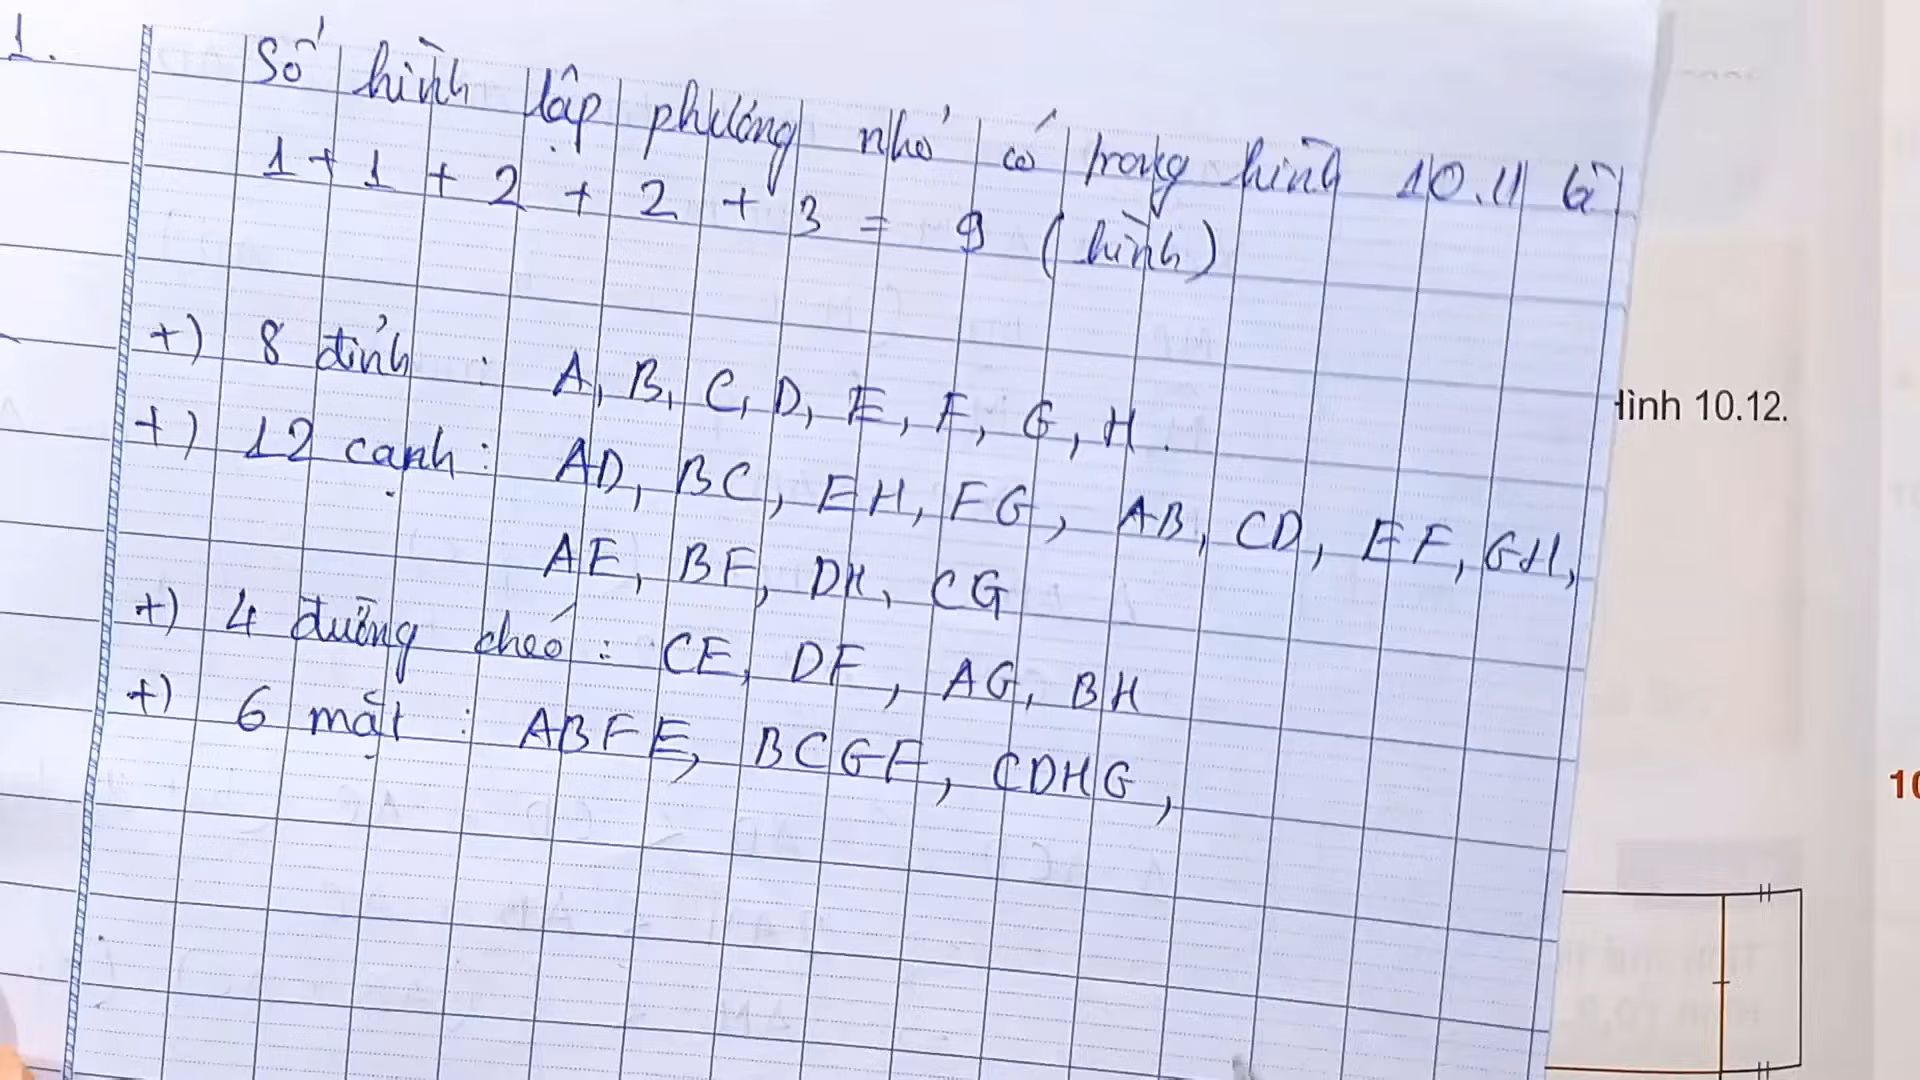 1.
Số hình lập phương nhỏ có trong hình 10.11 là
1 + 1 + 2 + 2 + 3 = 9 (hình)
+) 8 đỉnh : A, B, C, D, E, F, G, H.
+) 12 cạnh : AD, BC, EH, FG, AB, CD, EF, GH,
AE, BF, DH, CG
+) 4 đường chéo : CE, DF, AG, BH
+) 6 mặt : ABFE, BCGF, CDHG,
Hình 10.12.
10